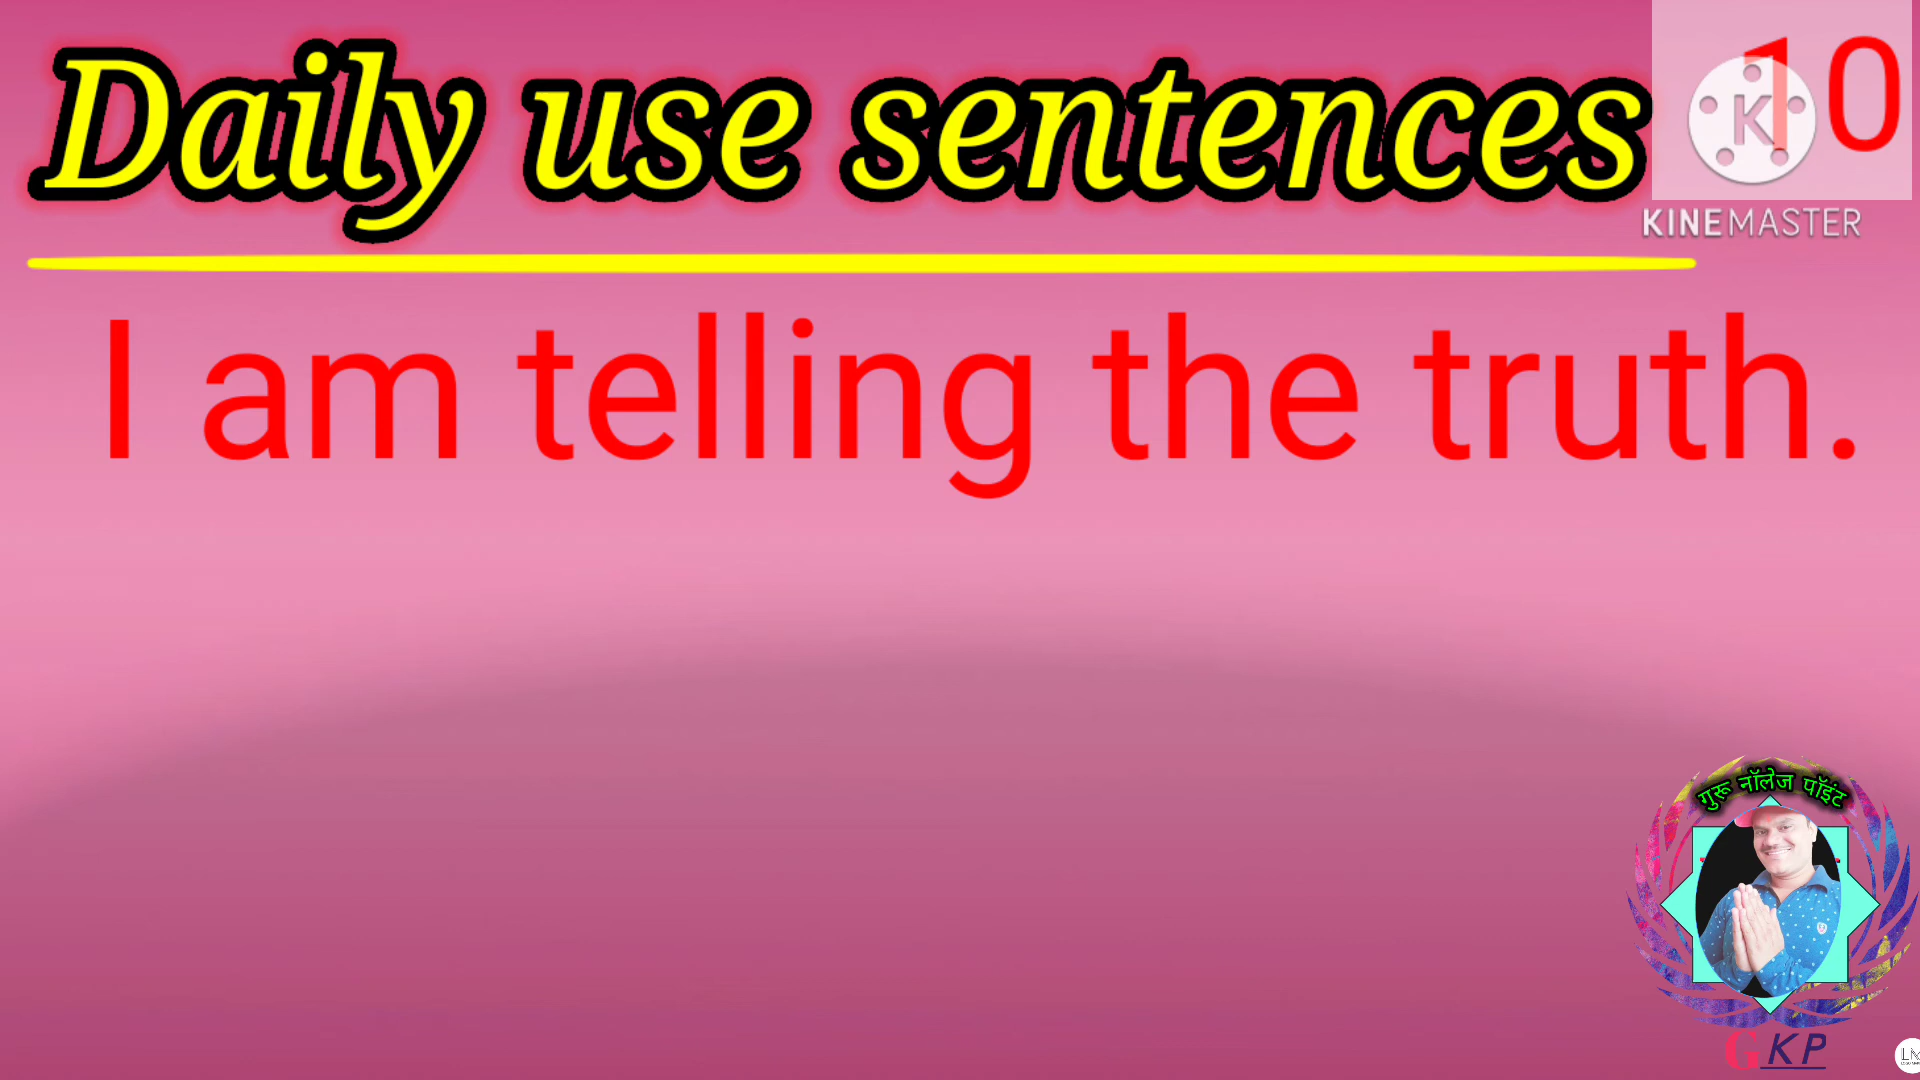 Daily use sentences 10
KINEMASTER
I am telling the truth.
गुरू नॉलेज पॉइंट
GKP